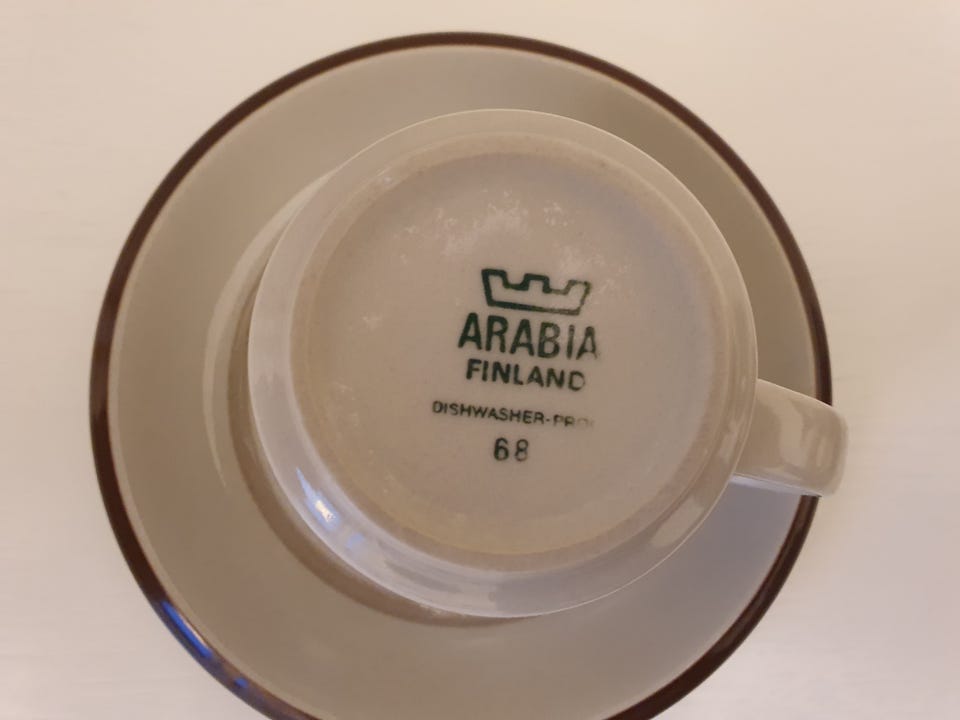 ARABIA
FINLAND
DISHWASHER-PRO
68